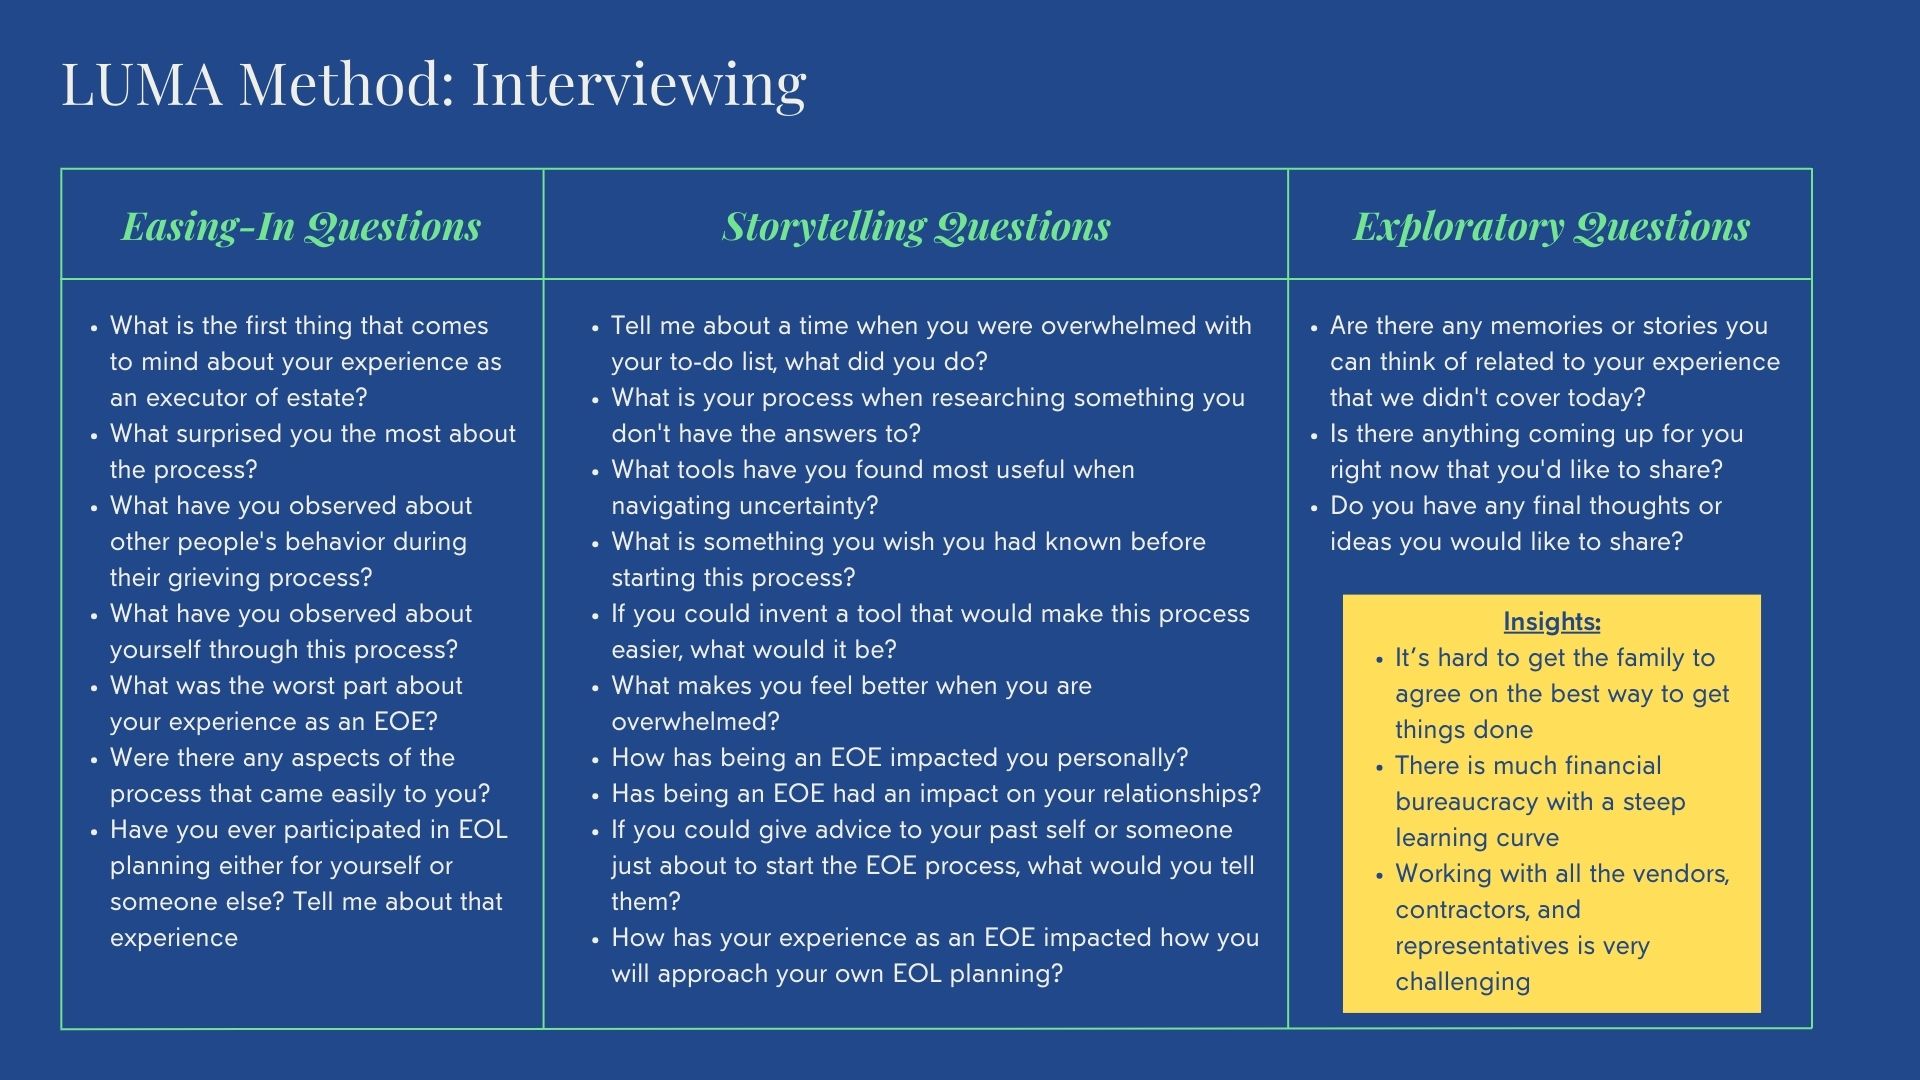 LUMA Method: Interviewing
Easing-In Questions
• What is the first thing that comes
to mind about your experience as
an executor of estate?
• What surprised you the most about
the process?
• What have you observed about
other people's behavior during
their grieving process?
• What have you observed about
yourself through this process?
• What was the worst part about
your experience as an EOE?
• Were there any aspects of the
process that came easily to you?
• Have you ever participated in EOL
planning either for yourself or
someone else? Tell me about that
experience
Storytelling Questions
• Tell me about a time when you were overwhelmed with
your to-do list, what did you do?
• What is your process when researching something you
don't have the answers to?
• What tools have you found most useful when
navigating uncertainty?
• What is something you wish you had known before
starting this process?
• If you could invent a tool that would make this process
easier, what would it be?
• What makes you feel better when you are
overwhelmed?
• How has being an EOE impacted you personally?
• Has being an EOE had an impact on your relationships?
• If you could give advice to your past self or someone
just about to start the EOE process, what would you tell
them?
• How has your experience as an EOE impacted how you
will approach your own EOL planning?
Exploratory Questions
• Are there any memories or stories you
can think of related to your experience
that we didn't cover today?
• Is there anything coming up for you
right now that you'd like to share?
• Do you have any final thoughts or
ideas you would like to share?
Insights:
• It’s hard to get the family to
agree on the best way to get
things done
• There is much financial
bureaucracy with a steep
learning curve
• Working with all the vendors,
contractors, and
representatives is very
challenging